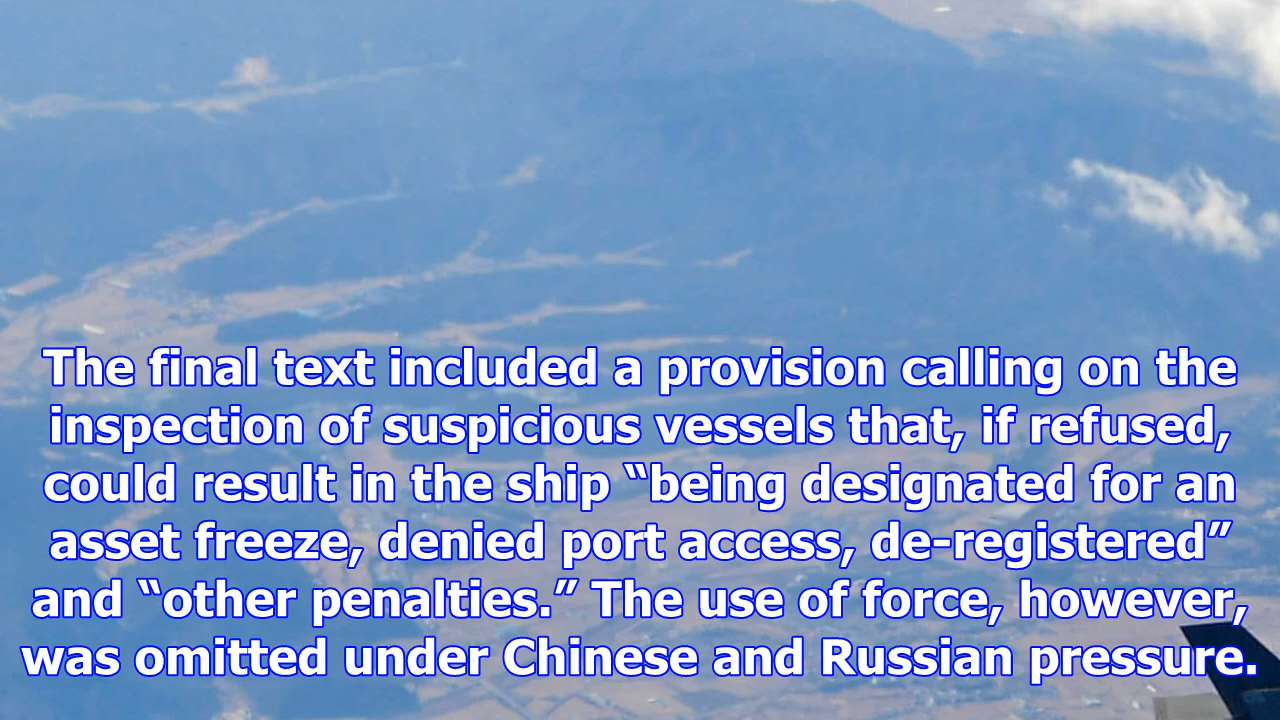 The final text included a provision calling on the
inspection of suspicious vessels that, if refused,
could result in the ship “being designated for an
asset freeze, denied port access, de-registered”
and “other penalties.” The use of force, however,
was omitted under Chinese and Russian pressure.